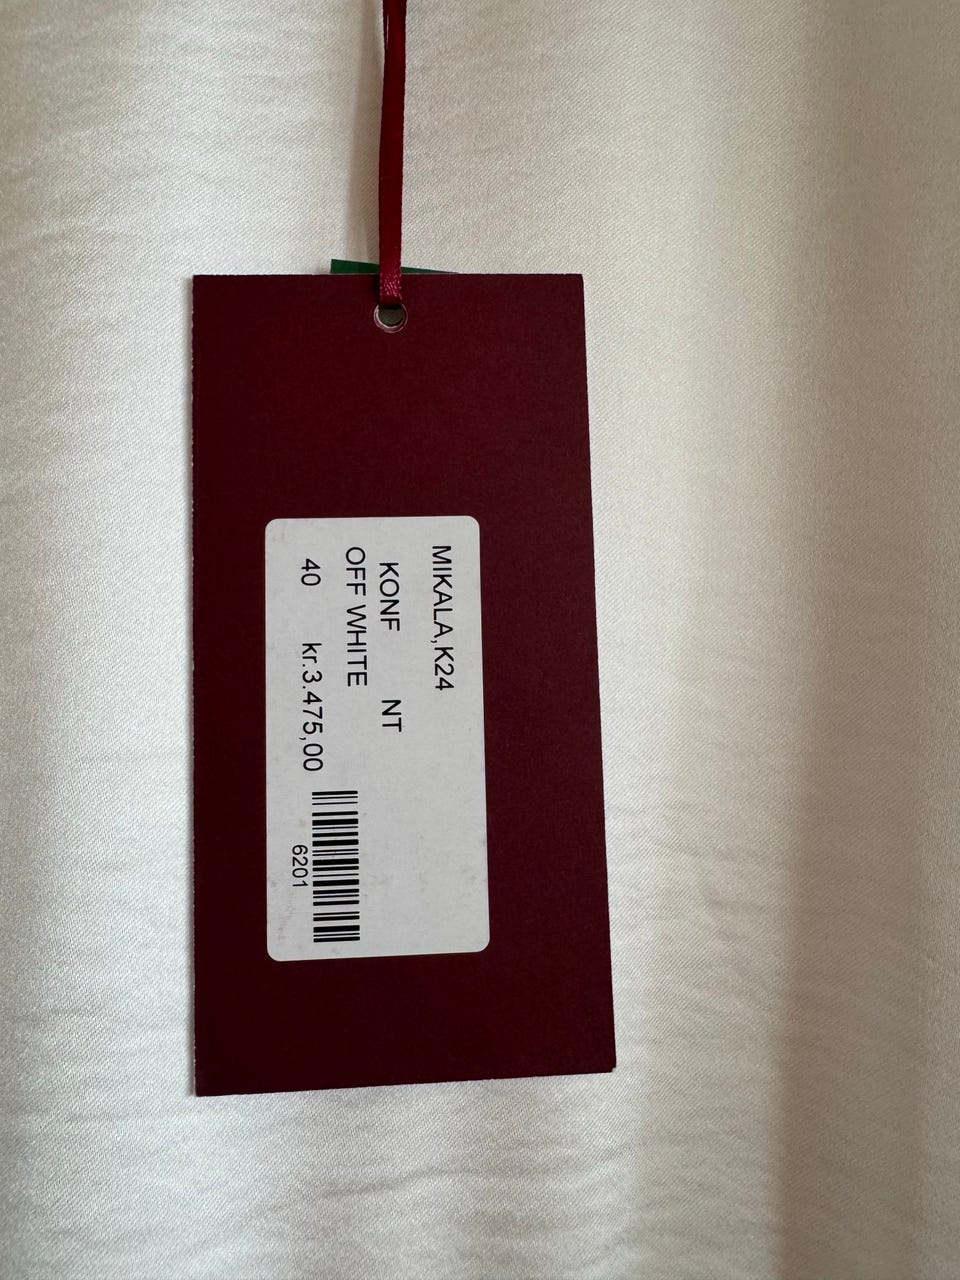 MIKALA,K24
KONF NT
OFF WHITE
40 kr.3.475,00
6201